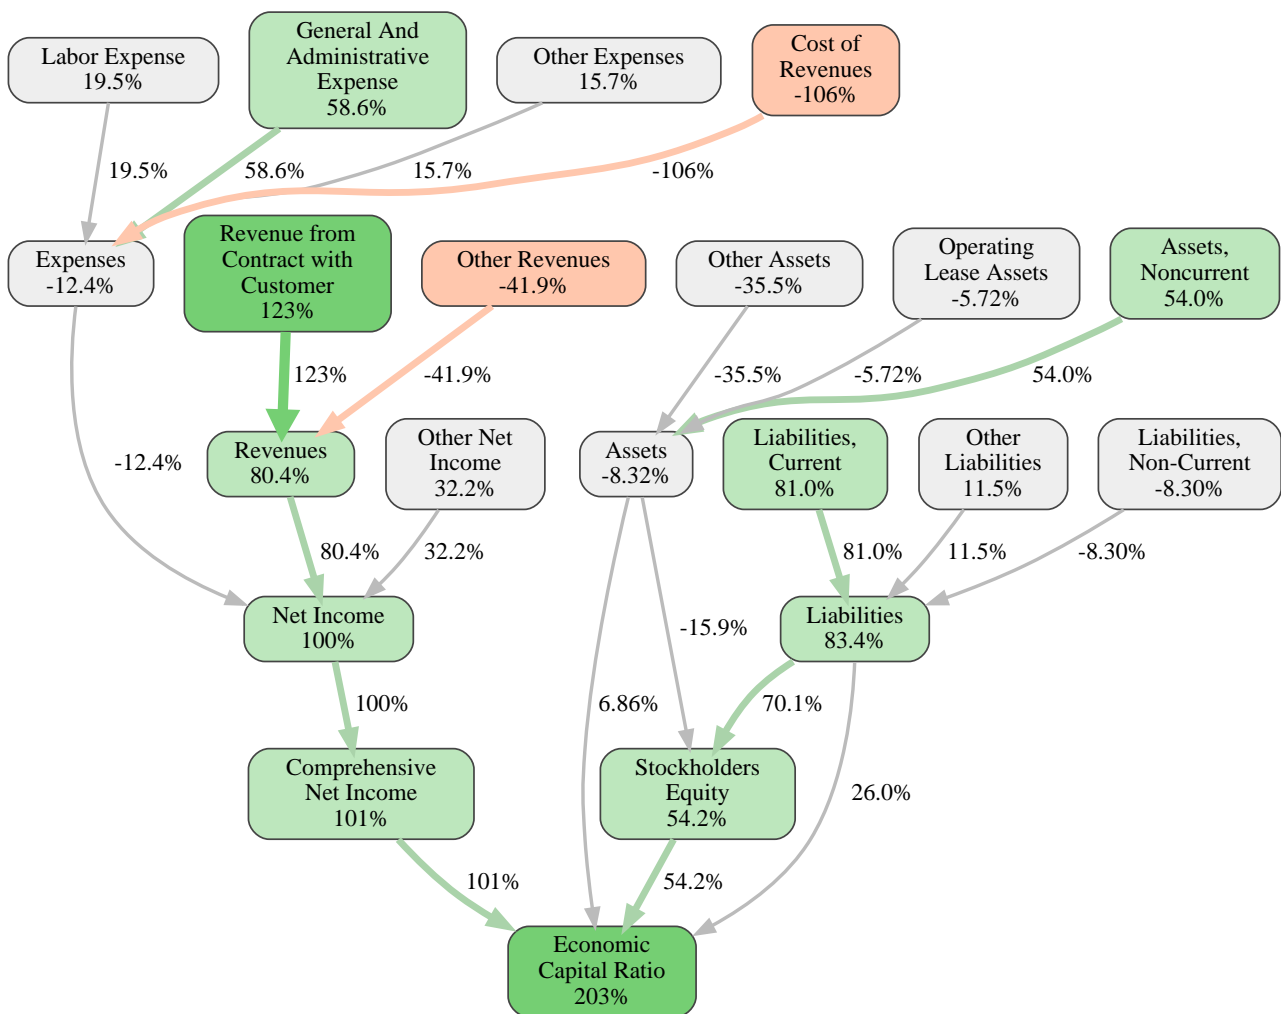 Labor Expense
19.5%
General And
Administrative
Expense
58.6%
Other Expenses
15.7%
Cost of
Revenues
-106%
19.5%
58.6%
15.7%
-106%
Expenses
-12.4%
Revenue from
Contract with
Customer
123%
Other Revenues
-41.9%
Other Assets
-35.5%
Operating
Lease Assets
-5.72%
Assets,
Noncurrent
54.0%
123%
-41.9%
-35.5%
-5.72%
54.0%
-12.4%
Revenues
80.4%
Other Net
Income
32.2%
Assets
-8.32%
Liabilities,
Current
81.0%
Other
Liabilities
11.5%
Liabilities,
Non-Current
-8.30%
80.4%
32.2%
81.0%
11.5%
-8.30%
Net Income
100%
-15.9%
Liabilities
83.4%
100%
6.86%
70.1%
Comprehensive
Net Income
101%
Stockholders
Equity
54.2%
26.0%
101%
54.2%
Economic
Capital Ratio
203%